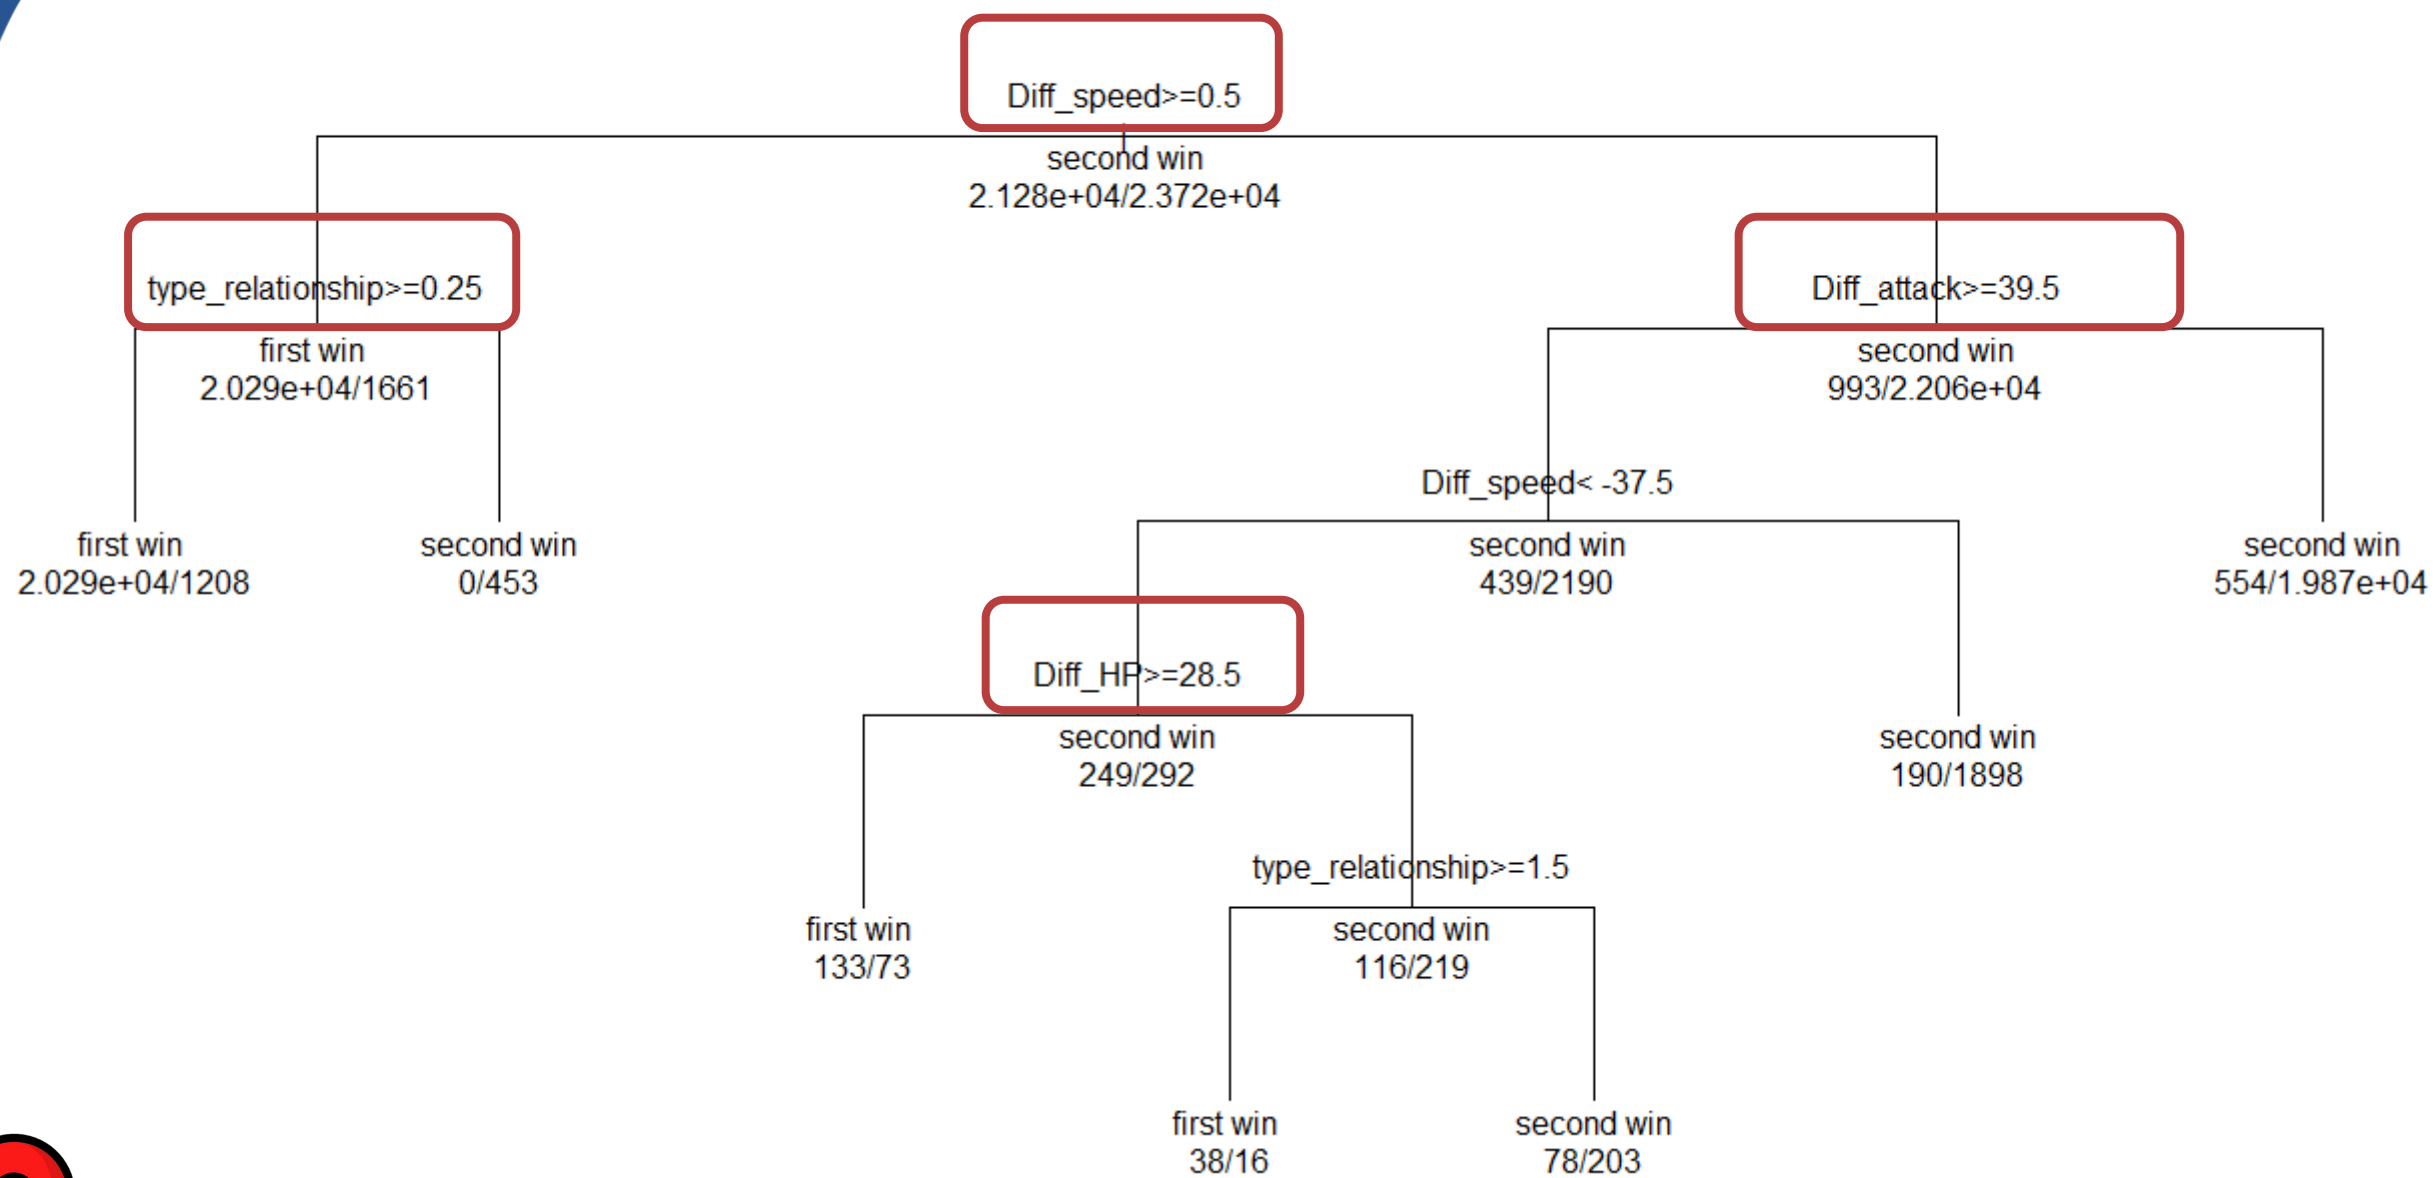 Diff_speed>=0.5
second win
2.128e+04/2.372e+04
type_relationship>=0.25
Diff_attack>=39.5
first win
2.029e+04/1661
second win
993/2.206e+04
Diff_speed< -37.5
first win
2.029e+04/1208
second win
0/453
second win
439/2190
second win
554/1.987e+04
Diff_HP>=28.5
second win
249/292
second win
190/1898
type_relationship>=1.5
first win
133/73
second win
116/219
first win
38/16
second win
78/203